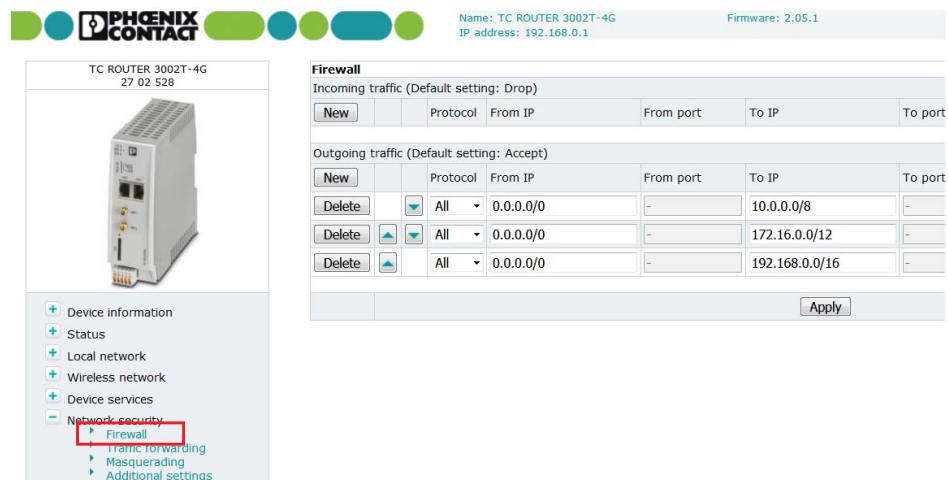 PHŒNIX
CONTACT
Name: TC ROUTER 3002T-4G
Firmware: 2.05.1
IP address: 192.168.0.1
TC ROUTER 3002T-4G
27 02 528
Firewall
Incoming traffic (Default setting: Drop)
New Protocol From IP From port To IP To port
Outgoing traffic (Default setting: Accept)
New Protocol From IP From port To IP To port
Delete All 0.0.0.0/0 - 10.0.0.0/8 -
Delete All 0.0.0.0/0 - 172.16.0.0/12 -
Delete All 0.0.0.0/0 - 192.168.0.0/16 -
Apply
Device information
Status
Local network
Wireless network
Device services
Network security
Firewall
Traffic forwarding
Masquerading
Additional settings